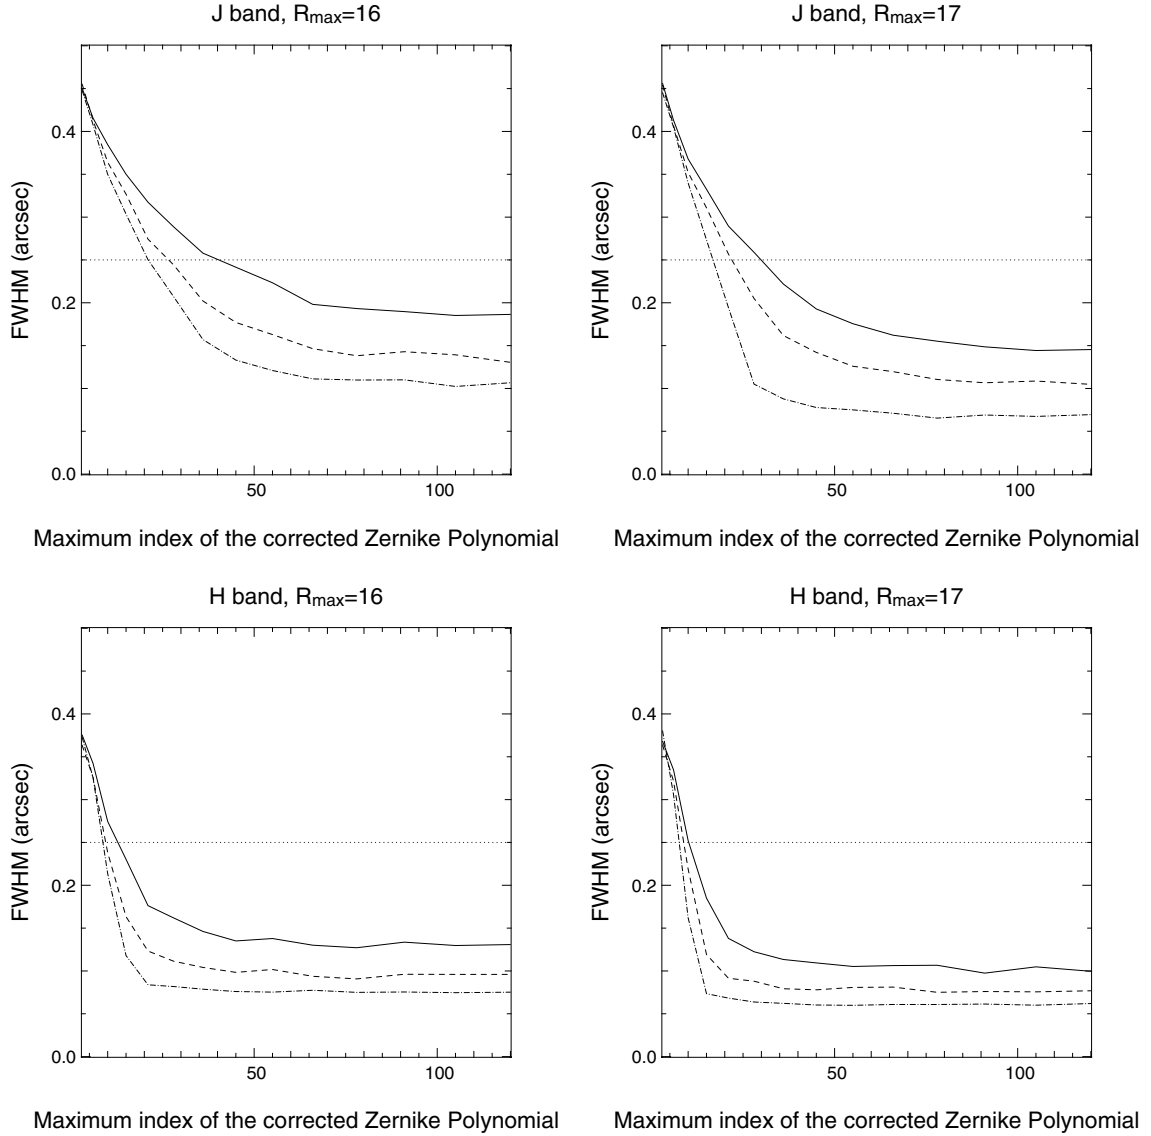 J band, Rmax=16
FWHM (arcsec)
0.4
0.2
0.0
50 100
Maximum index of the corrected Zernike Polynomial
J band, Rmax=17
FWHM (arcsec)
0.4
0.2
0.0
50 100
Maximum index of the corrected Zernike Polynomial
H band, Rmax=16
FWHM (arcsec)
0.4
0.2
0.0
50 100
Maximum index of the corrected Zernike Polynomial
H band, Rmax=17
FWHM (arcsec)
0.4
0.2
0.0
50 100
Maximum index of the corrected Zernike Polynomial